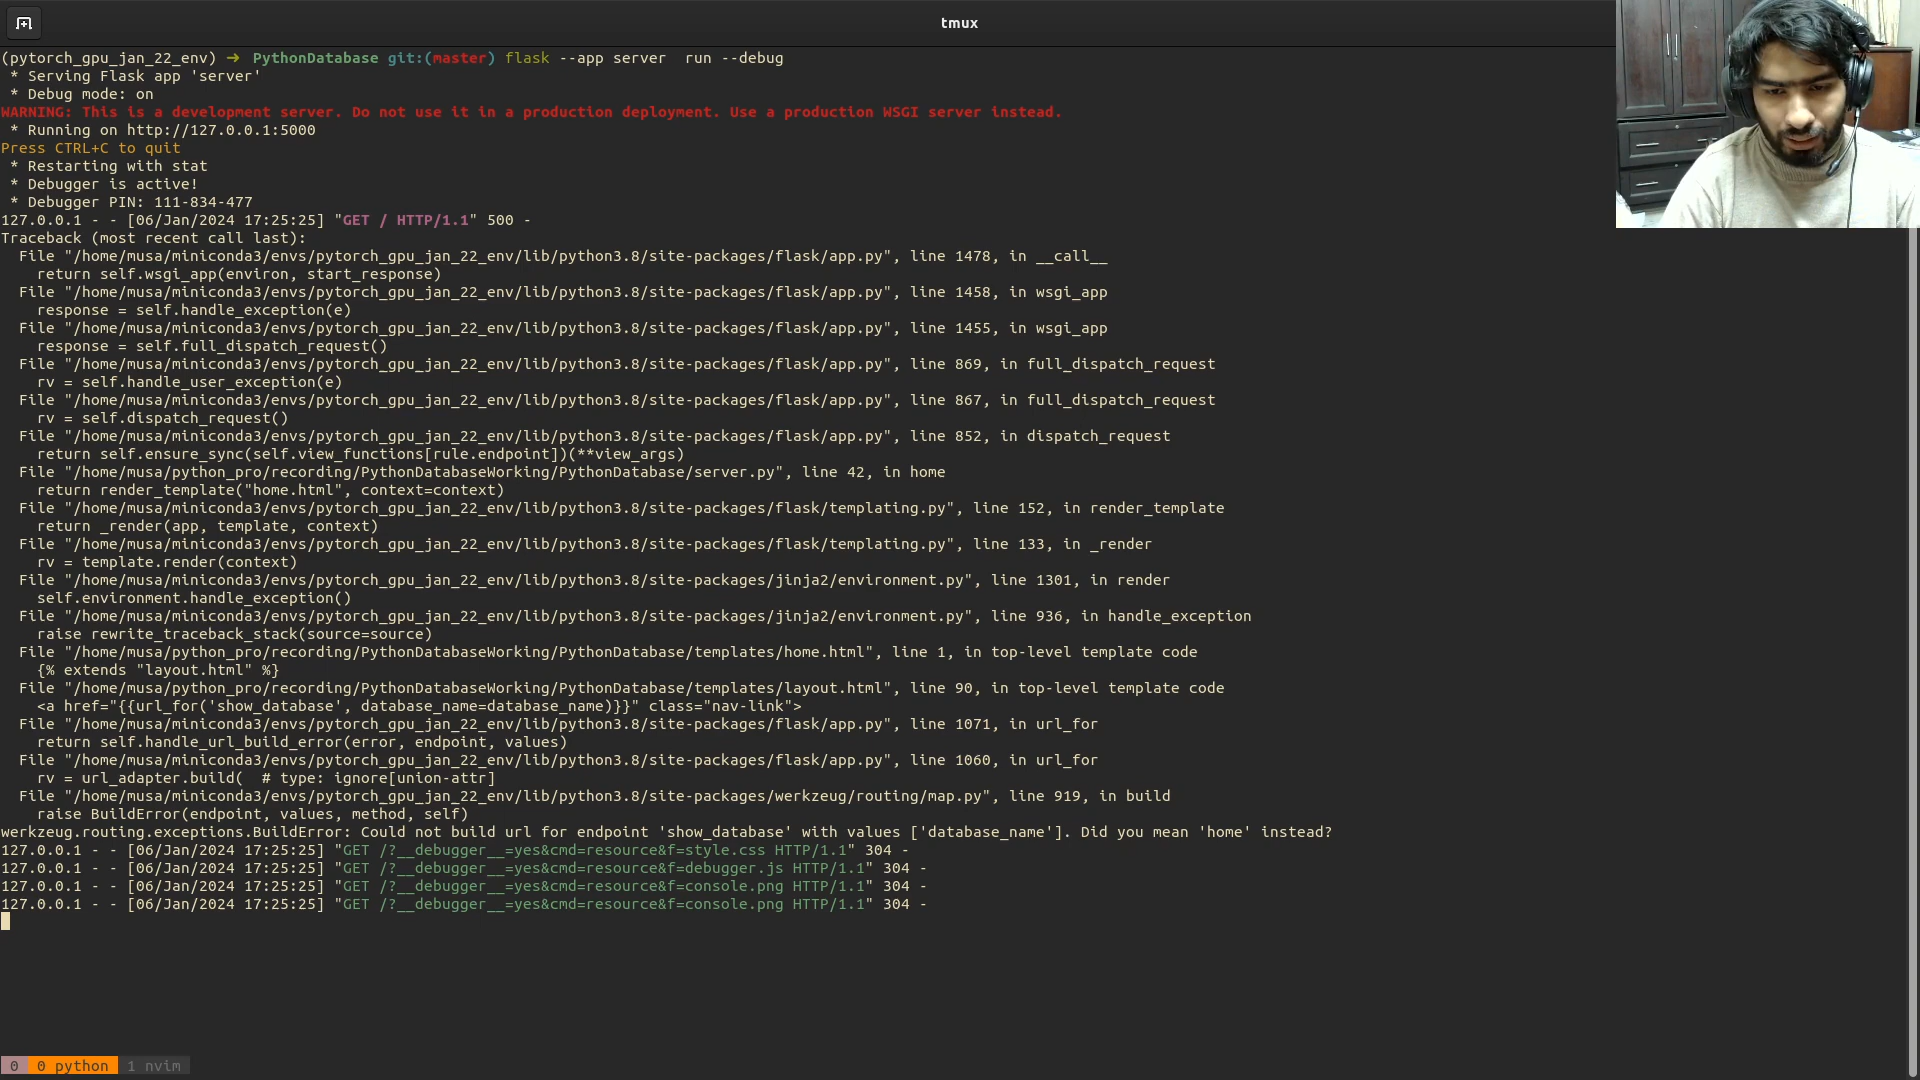 tmux
(pytorch_gpu_jan_22_env) ➜ PythonDatabase git:(master) flask --app server  run --debug
 * Serving Flask app 'server'
 * Debug mode: on
WARNING: This is a development server. Do not use it in a production deployment. Use a production WSGI server instead.
 * Running on http://127.0.0.1:5000
Press CTRL+C to quit
 * Restarting with stat
 * Debugger is active!
 * Debugger PIN: 111-834-477
127.0.0.1 - - [06/Jan/2024 17:25:25] "GET / HTTP/1.1" 500 -
Traceback (most recent call last):
  File "/home/musa/miniconda3/envs/pytorch_gpu_jan_22_env/lib/python3.8/site-packages/flask/app.py", line 1478, in __call__
    return self.wsgi_app(environ, start_response)
  File "/home/musa/miniconda3/envs/pytorch_gpu_jan_22_env/lib/python3.8/site-packages/flask/app.py", line 1458, in wsgi_app
    response = self.handle_exception(e)
  File "/home/musa/miniconda3/envs/pytorch_gpu_jan_22_env/lib/python3.8/site-packages/flask/app.py", line 1455, in wsgi_app
    response = self.full_dispatch_request()
  File "/home/musa/miniconda3/envs/pytorch_gpu_jan_22_env/lib/python3.8/site-packages/flask/app.py", line 869, in full_dispatch_request
    rv = self.handle_user_exception(e)
  File "/home/musa/miniconda3/envs/pytorch_gpu_jan_22_env/lib/python3.8/site-packages/flask/app.py", line 867, in full_dispatch_request
    rv = self.dispatch_request()
  File "/home/musa/miniconda3/envs/pytorch_gpu_jan_22_env/lib/python3.8/site-packages/flask/app.py", line 852, in dispatch_request
    return self.ensure_sync(self.view_functions[rule.endpoint])(**view_args)
  File "/home/musa/python_pro/recording/PythonDatabaseWorking/PythonDatabase/server.py", line 42, in home
    return render_template("home.html", context=context)
  File "/home/musa/miniconda3/envs/pytorch_gpu_jan_22_env/lib/python3.8/site-packages/flask/templating.py", line 152, in render_template
    return _render(app, template, context)
  File "/home/musa/miniconda3/envs/pytorch_gpu_jan_22_env/lib/python3.8/site-packages/flask/templating.py", line 133, in _render
    rv = template.render(context)
  File "/home/musa/miniconda3/envs/pytorch_gpu_jan_22_env/lib/python3.8/site-packages/jinja2/environment.py", line 1301, in render
    self.environment.handle_exception()
  File "/home/musa/miniconda3/envs/pytorch_gpu_jan_22_env/lib/python3.8/site-packages/jinja2/environment.py", line 936, in handle_exception
    raise rewrite_traceback_stack(source=source)
  File "/home/musa/python_pro/recording/PythonDatabaseWorking/PythonDatabase/templates/home.html", line 1, in top-level template code
    {% extends "layout.html" %}
  File "/home/musa/python_pro/recording/PythonDatabaseWorking/PythonDatabase/templates/layout.html", line 90, in top-level template code
    <a href="{{url_for('show_database', database_name=database_name)}}" class="nav-link">
  File "/home/musa/miniconda3/envs/pytorch_gpu_jan_22_env/lib/python3.8/site-packages/flask/app.py", line 1071, in url_for
    return self.handle_url_build_error(error, endpoint, values)
  File "/home/musa/miniconda3/envs/pytorch_gpu_jan_22_env/lib/python3.8/site-packages/flask/app.py", line 1060, in url_for
    rv = url_adapter.build(  # type: ignore[union-attr]
  File "/home/musa/miniconda3/envs/pytorch_gpu_jan_22_env/lib/python3.8/site-packages/werkzeug/routing/map.py", line 919, in build
    raise BuildError(endpoint, values, method, self)
werkzeug.routing.exceptions.BuildError: Could not build url for endpoint 'show_database' with values ['database_name']. Did you mean 'home' instead?
127.0.0.1 - - [06/Jan/2024 17:25:25] "GET /?__debugger__=yes&cmd=resource&f=style.css HTTP/1.1" 304 -
127.0.0.1 - - [06/Jan/2024 17:25:25] "GET /?__debugger__=yes&cmd=resource&f=debugger.js HTTP/1.1" 304 -
127.0.0.1 - - [06/Jan/2024 17:25:25] "GET /?__debugger__=yes&cmd=resource&f=console.png HTTP/1.1" 304 -
127.0.0.1 - - [06/Jan/2024 17:25:25] "GET /?__debugger__=yes&cmd=resource&f=console.png HTTP/1.1" 304 -
0 0 python 1 nvim